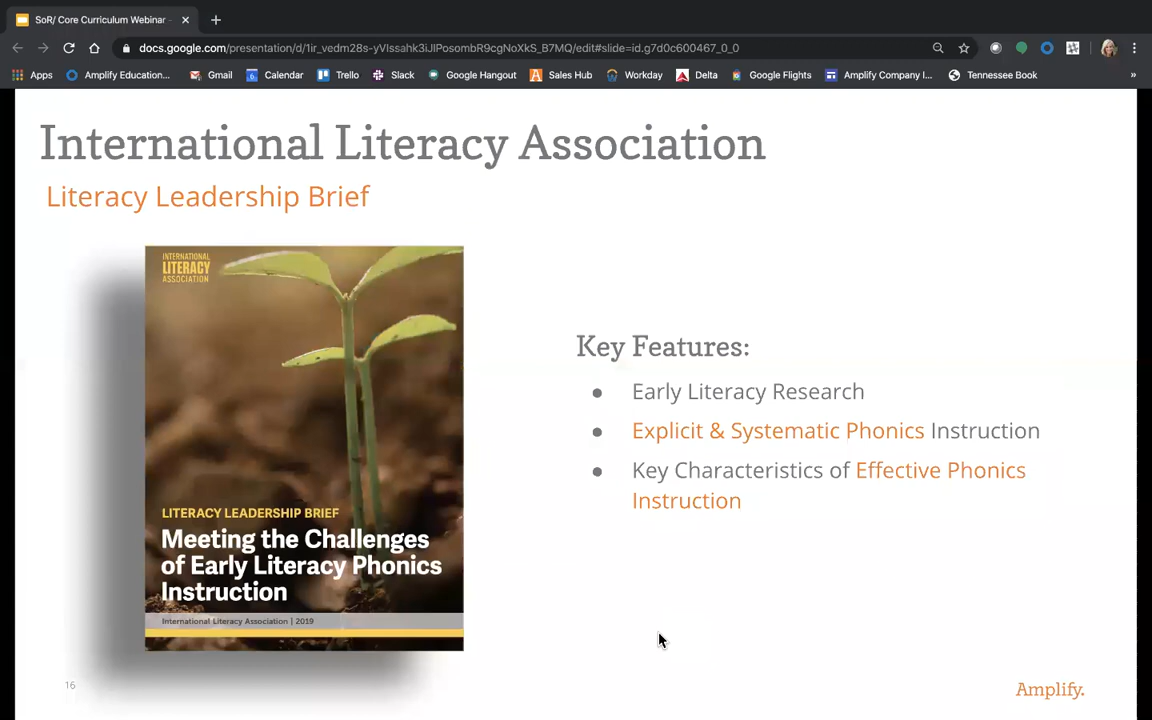 SoR/ Core Curriculum Webinar -
docs.google.com/presentation/d/1ir_vedm28s-yVIssahk3iJlPosombR9cgNoXkS_B7MQ/edit#slide=id.g7d0c600467_0_0
Apps Amplify Education... Gmail Calendar Trello Slack Google Hangout Sales Hub Workday Delta Google Flights Amplify Company I... Tennessee Book »
International Literacy Association
Literacy Leadership Brief
INTERNATIONAL
LITERACY
ASSOCIATION
LITERACY LEADERSHIP BRIEF
Meeting the Challenges
of Early Literacy Phonics
Instruction
International Literacy Association | 2019
Key Features:
● Early Literacy Research
● Explicit & Systematic Phonics Instruction
● Key Characteristics of Effective Phonics
Instruction
16
Amplify.